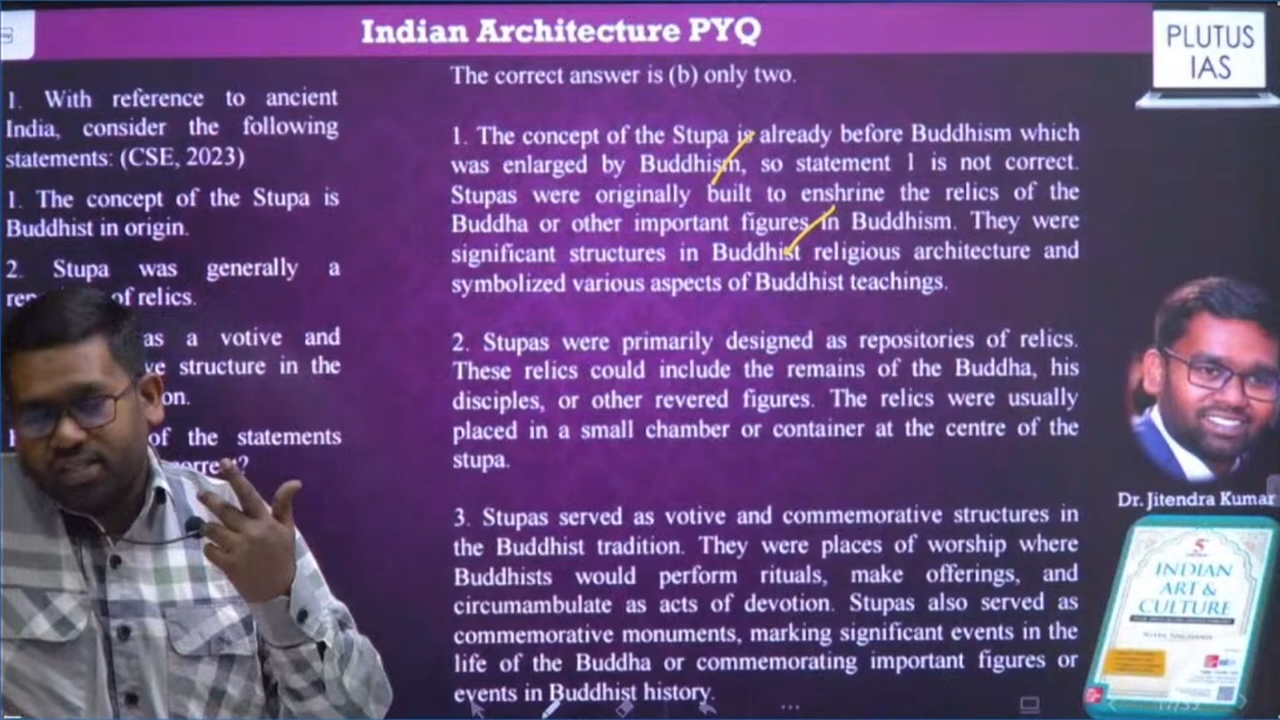 Indian Architecture PYQ
PLUTUS
IAS
1. With reference to ancient
India, consider the following
statements: (CSE, 2023)
1. The concept of the Stupa is
Buddhist in origin.
2. Stupa was generally a
of relics.
as a votive and
structure in the
of the statements
The correct answer is (b) only two.
1. The concept of the Stupa is already before Buddhism which
was enlarged by Buddhism, so statement 1 is not correct.
Stupas were originally built to enshrine the relics of the
Buddha or other important figures in Buddhism. They were
significant structures in Buddhist religious architecture and
symbolized various aspects of Buddhist teachings.
2. Stupas were primarily designed as repositories of relics.
These relics could include the remains of the Buddha, his
disciples, or other revered figures. The relics were usually
placed in a small chamber or container at the centre of the
stupa.
3. Stupas served as votive and commemorative structures in
the Buddhist tradition. They were places of worship where
Buddhists would perform rituals, make offerings, and
circumambulate as acts of devotion. Stupas also served as
commemorative monuments, marking significant events in the
life of the Buddha or commemorating important figures or
events in Buddhist history.
Dr. Jitendra Kumar
INDIAN
ART &
CULTURE